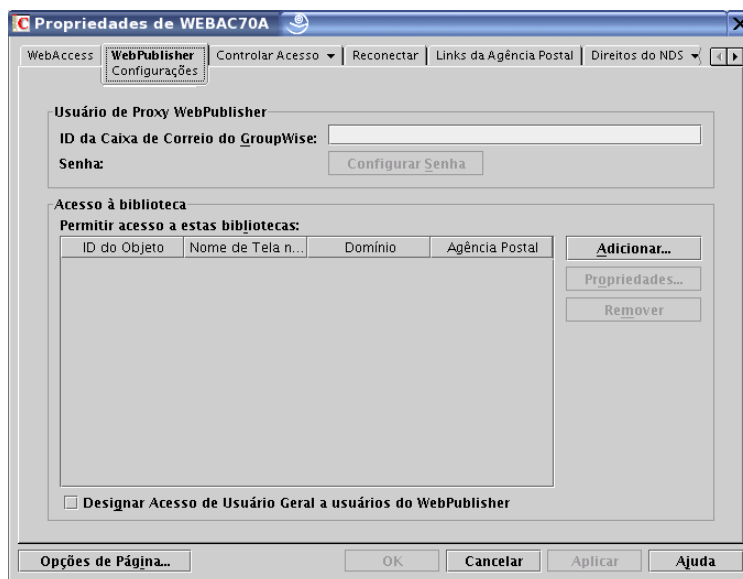 Propriedades de WEBAC70A
WebAccess WebPublisher Controlar Acesso Reconectar Links da Agência Postal Direitos do NDS
Configurações
Usuário de Proxy WebPublisher
ID da Caixa de Correio do GroupWise:
Senha: Configurar Senha
Acesso à biblioteca
Permitir acesso a estas bibliotecas:
ID do Objeto Nome de Tela n... Domínio Agência Postal Adicionar...
Propriedades...
Remover
Designar Acesso de Usuário Geral a usuários do WebPublisher
Opções de Página... OK Cancelar Aplicar Ajuda